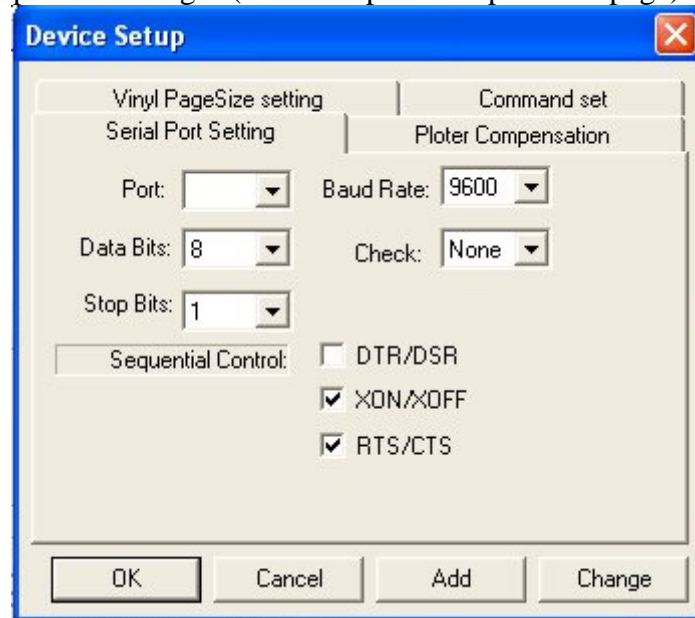 Device Setup
Vinyl PageSize setting Command set
Serial Port Setting Ploter Compensation
Port: Baud Rate: 9600
Data Bits: 8 Check: None
Stop Bits: 1
Sequential Control: DTR/DSR
XON/XOFF
RTS/CTS
OK Cancel Add Change